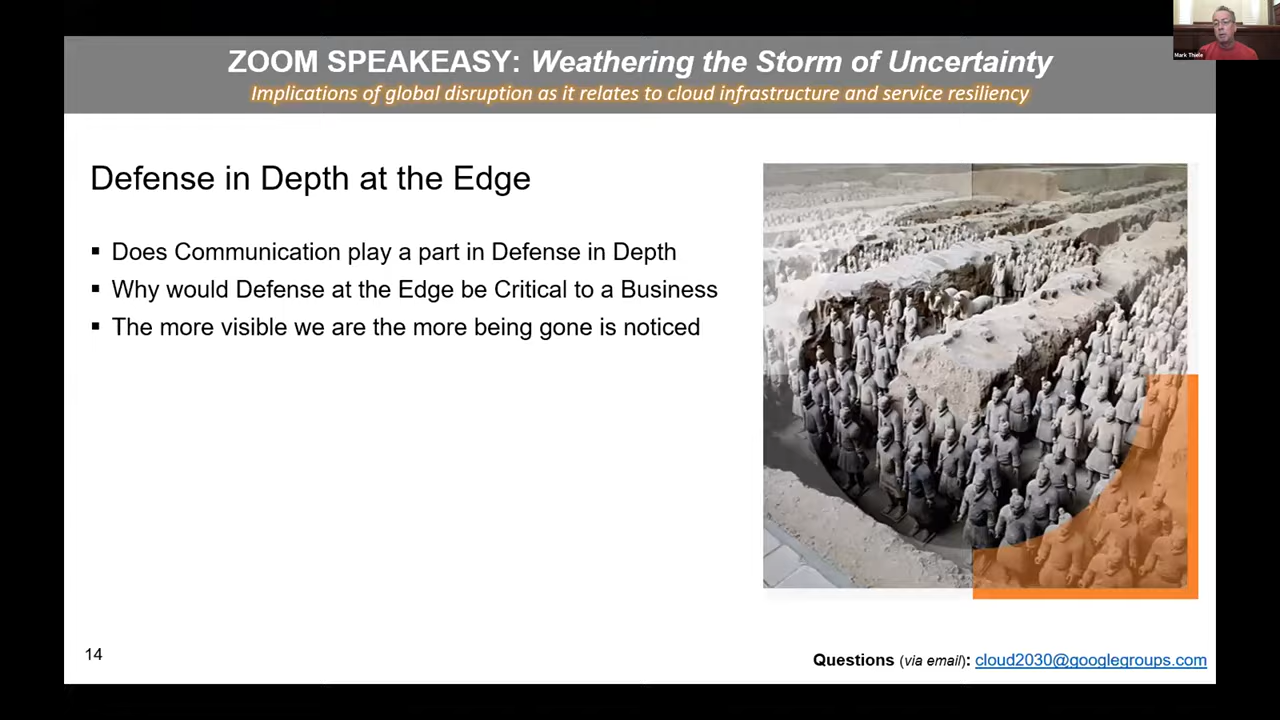 Mark Thiele
ZOOM SPEAKEASY: Weathering the Storm of Uncertainty
Implications of global disruption as it relates to cloud infrastructure and service resiliency
Defense in Depth at the Edge
▪ Does Communication play a part in Defense in Depth
▪ Why would Defense at the Edge be Critical to a Business
▪ The more visible we are the more being gone is noticed
14
Questions (via email): cloud2030@googlegroups.com